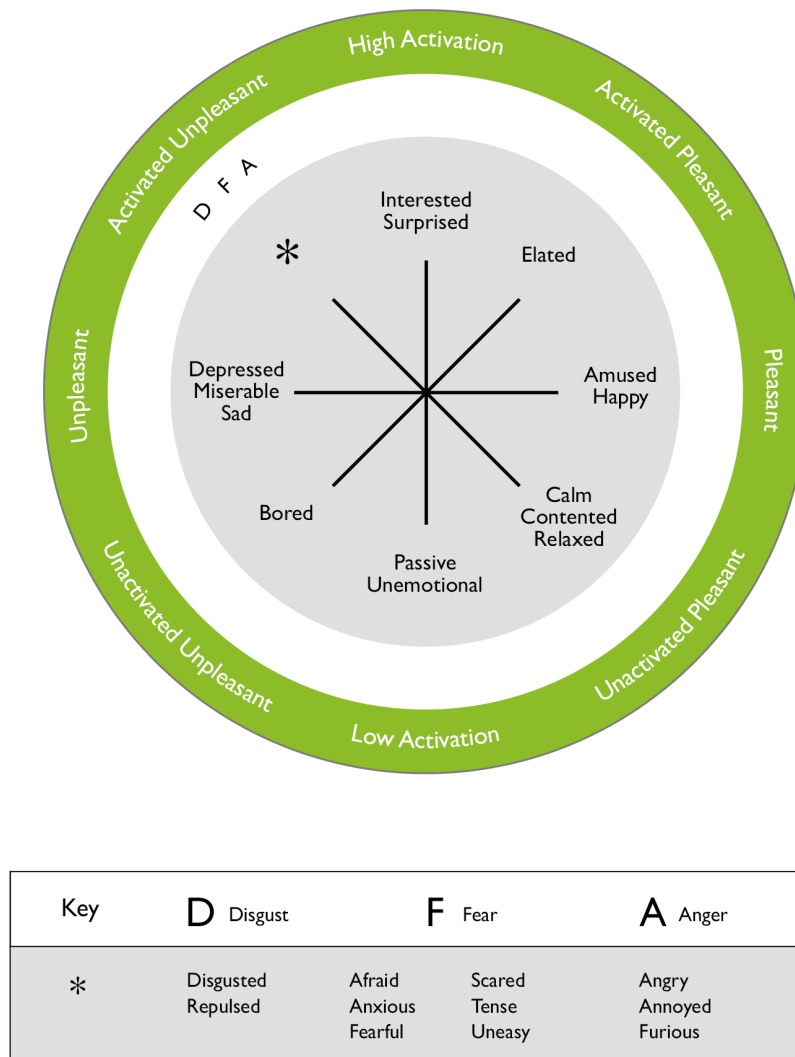 High Activation
Activated Unpleasant
Activated Pleasant
D F A
Interested
Surprised
*
Elated
Unpleasant
Depressed
Miserable
Sad
Amused
Happy
Pleasant
Bored
Calm
Contented
Relaxed
Passive
Unemotional
Unactivated Unpleasant
Unactivated Pleasant
Low Activation
Key D Disgust F Fear A Anger
* Disgusted Afraid Scared Angry
Repulsed Anxious Tense Annoyed
Fearful Uneasy Furious